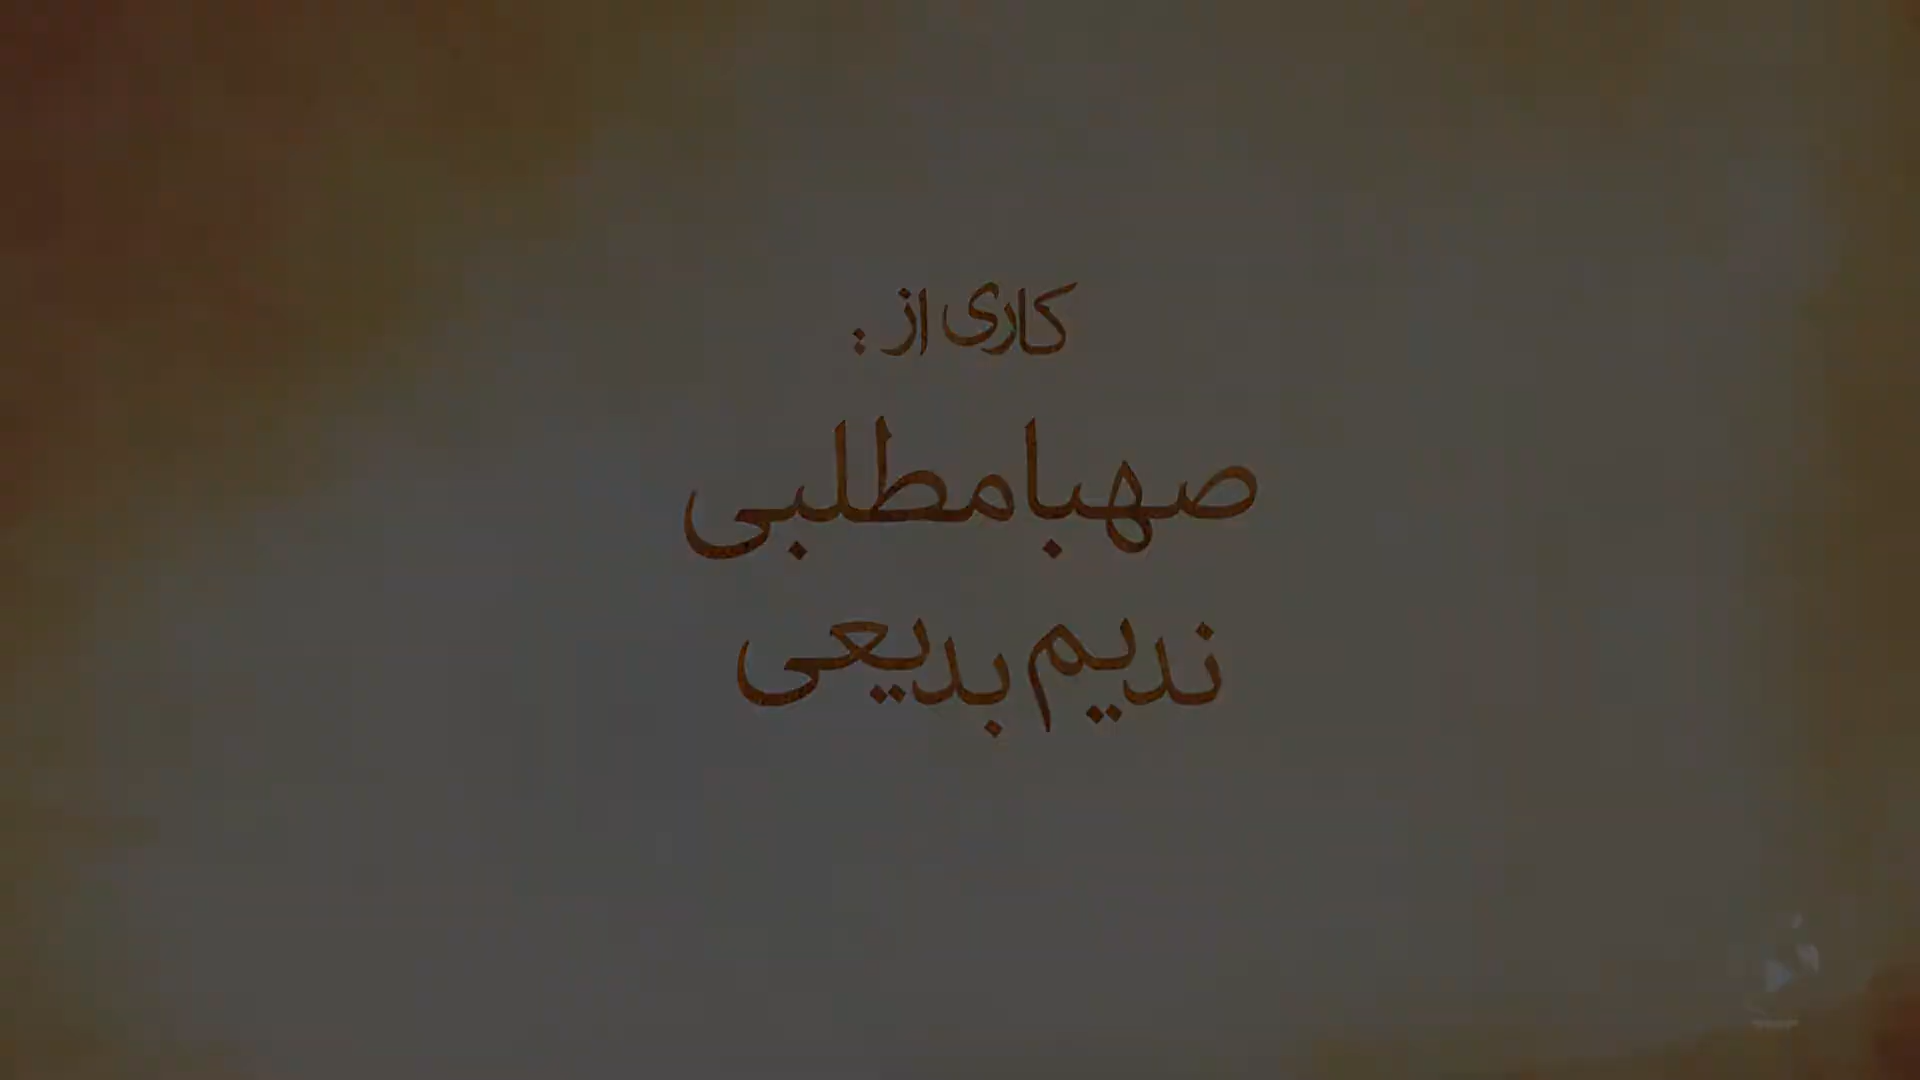 کاری از :
صهبا مطلبی
ندیم بدیعی